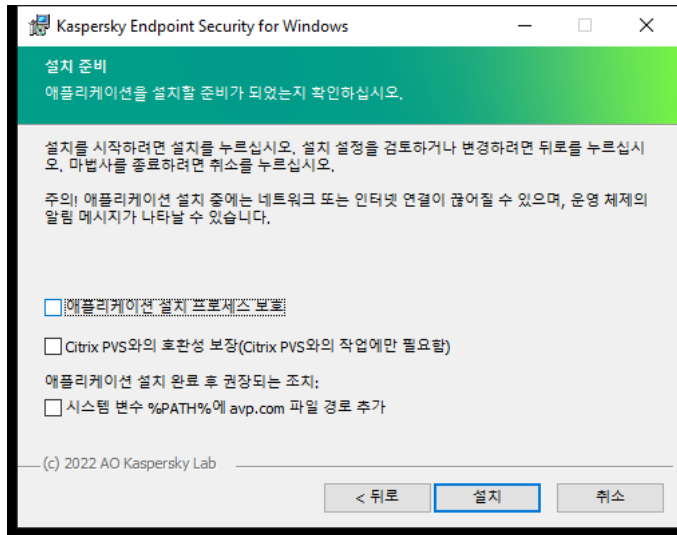 Kaspersky Endpoint Security for Windows
설치 준비
애플리케이션을 설치할 준비가 되었는지 확인하십시오.
설치를 시작하려면 설치를 누르십시오. 설치 설정을 검토하거나 변경하려면 뒤로를 누르십시
오. 마법사를 종료하려면 취소를 누르십시오.
주의! 애플리케이션 설치 중에는 네트워크 또는 인터넷 연결이 끊어질 수 있으며, 운영 체제의
알림 메시지가 나타날 수 있습니다.
애플리케이션 설치 프로세스 보호
Citrix PVS와의 호환성 보장(Citrix PVS와의 작업에만 필요함)
애플리케이션 설치 완료 후 권장되는 조치:
시스템 변수 %PATH%에 avp.com 파일 경로 추가
(c) 2022 AO Kaspersky Lab
< 뒤로 설치 취소